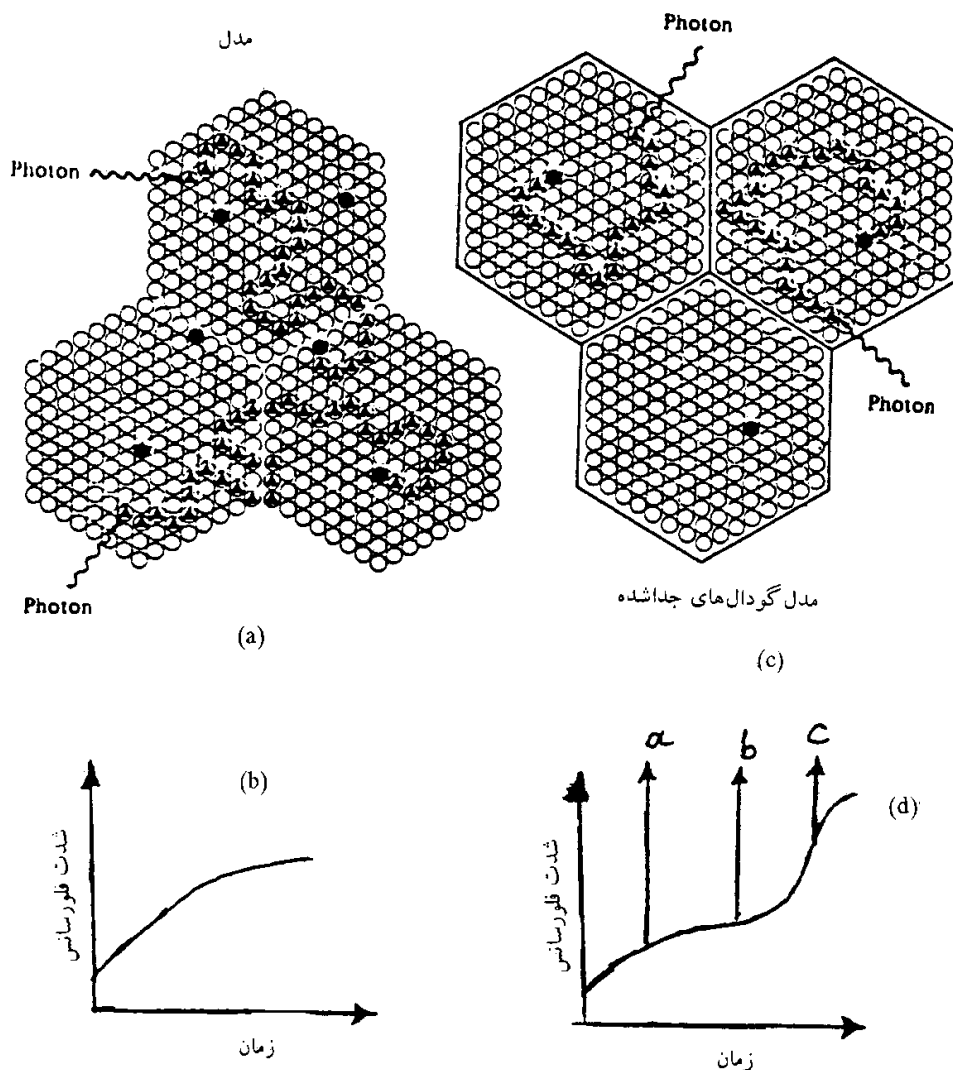 مدل
Photon
Photon
(a)
Photon
Photon
مدل گودال‌های جداشده
(c)
(b)
شدت فلورسانس
زمان
a
b
c
(d)
شدت فلورسانس
زمان